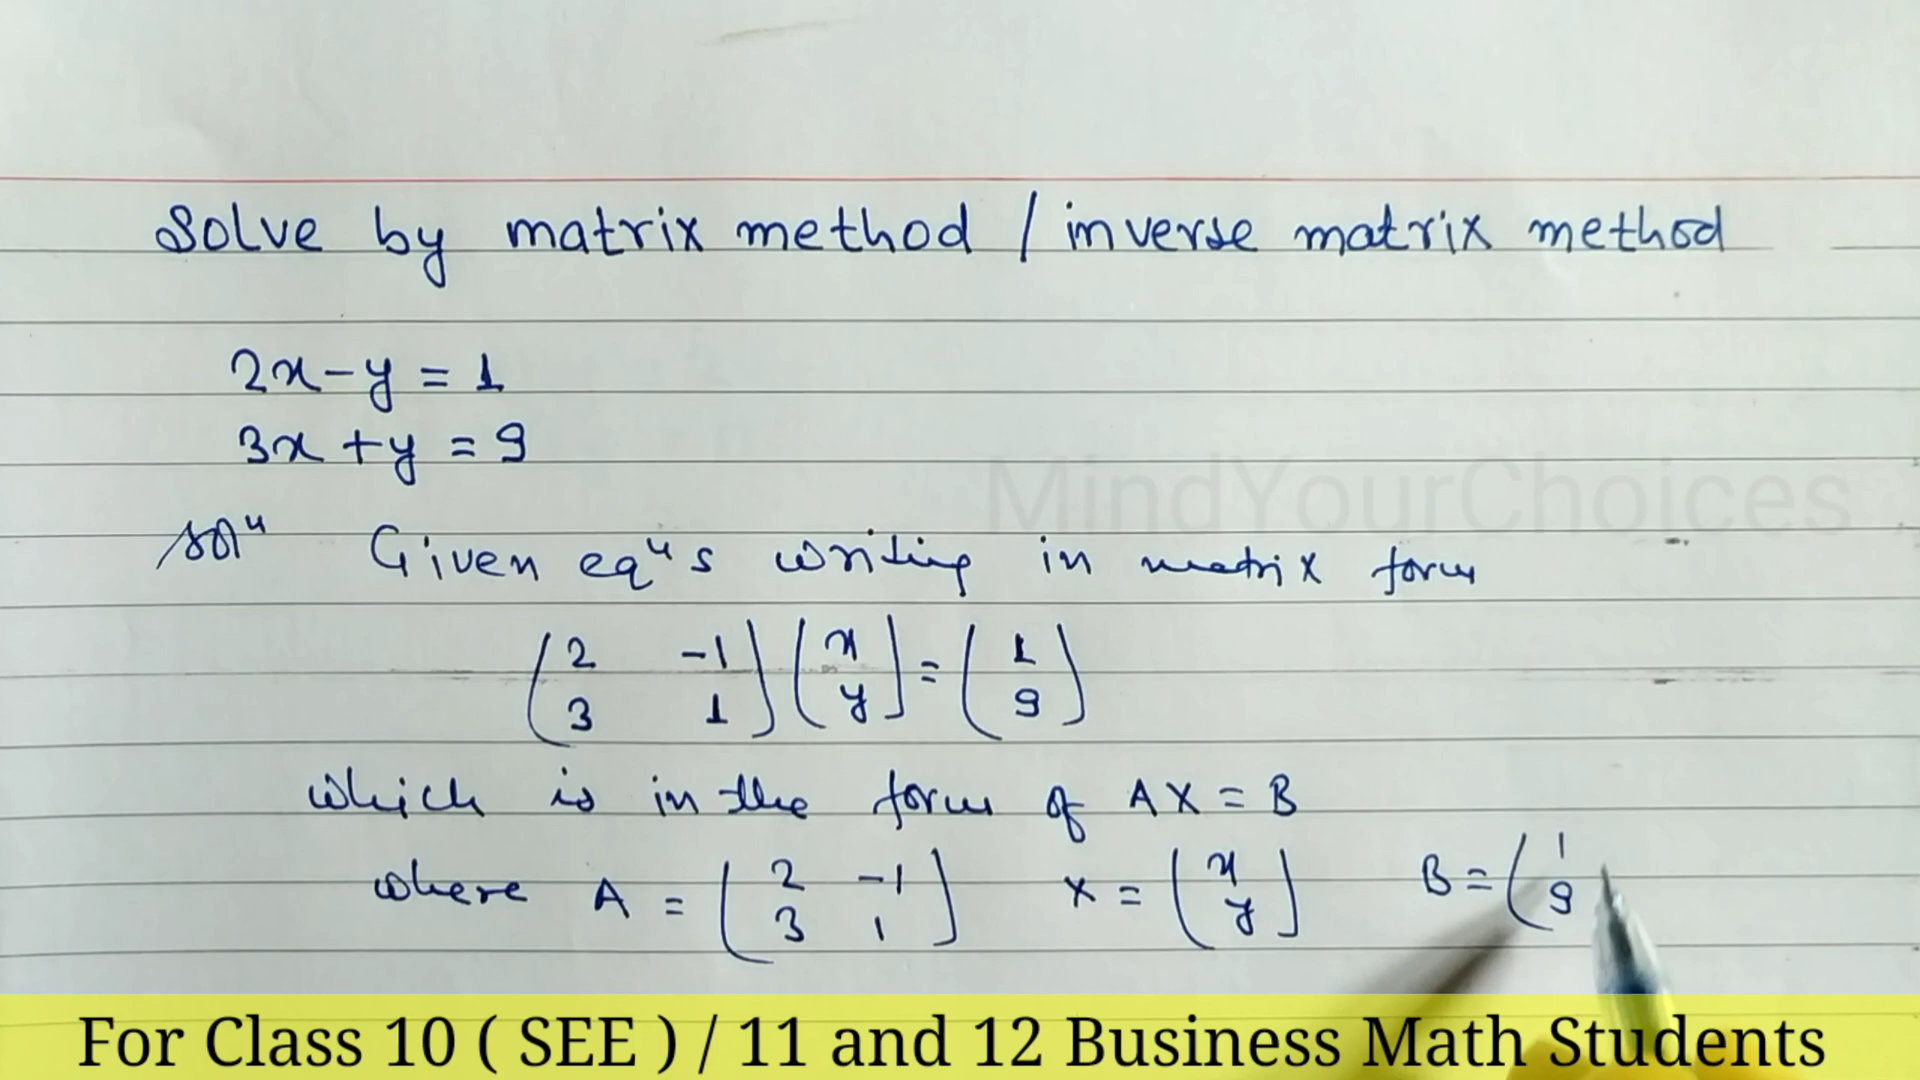 Solve by matrix method / inverse matrix method
2x - y = 1
3x + y = 9
MindYourChoices
Solⁿ Given eqⁿs writing in matrix form
( 2 -1 ) ( x ) = ( 1 )
( 3 1 ) ( y ) ( 9 )
which is in the form of AX = B
where A = ( 2 -1 ) X = ( x ) B = ( 1
( 3 1 ) ( y ) ( 9
For Class 10 ( SEE ) / 11 and 12 Business Math Students